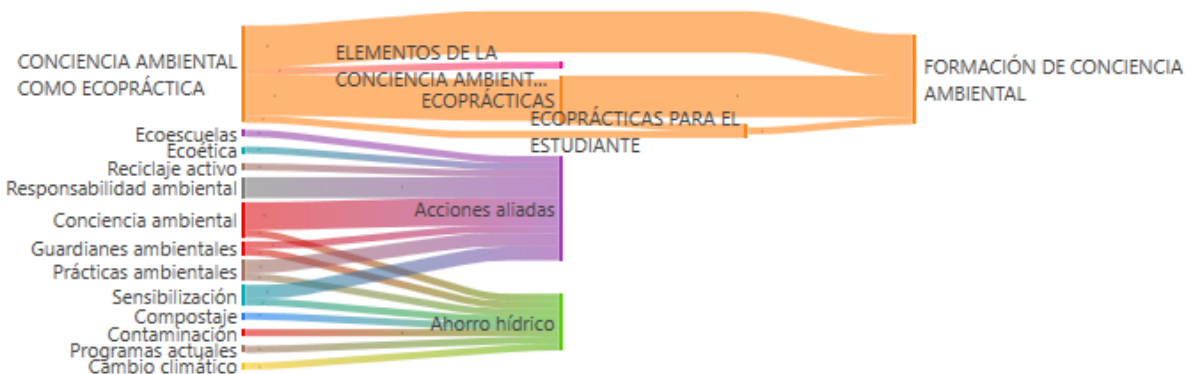 CONCIENCIA AMBIENTAL
COMO ECOPRÁCTICA
ELEMENTOS DE LA
CONCIENCIA AMBIENT...
ECOPRÁCTICAS
ECOPRÁCTICAS PARA EL
ESTUDIANTE
FORMACIÓN DE CONCIENCIA
AMBIENTAL
Ecoescuelas
Ecoética
Reciclaje activo
Responsabilidad ambiental
Conciencia ambiental
Guardianes ambientales
Prácticas ambientales
Sensibilización
Compostaje
Contaminación
Programas actuales
Cambio climático
Acciones aliadas
Ahorro hídrico